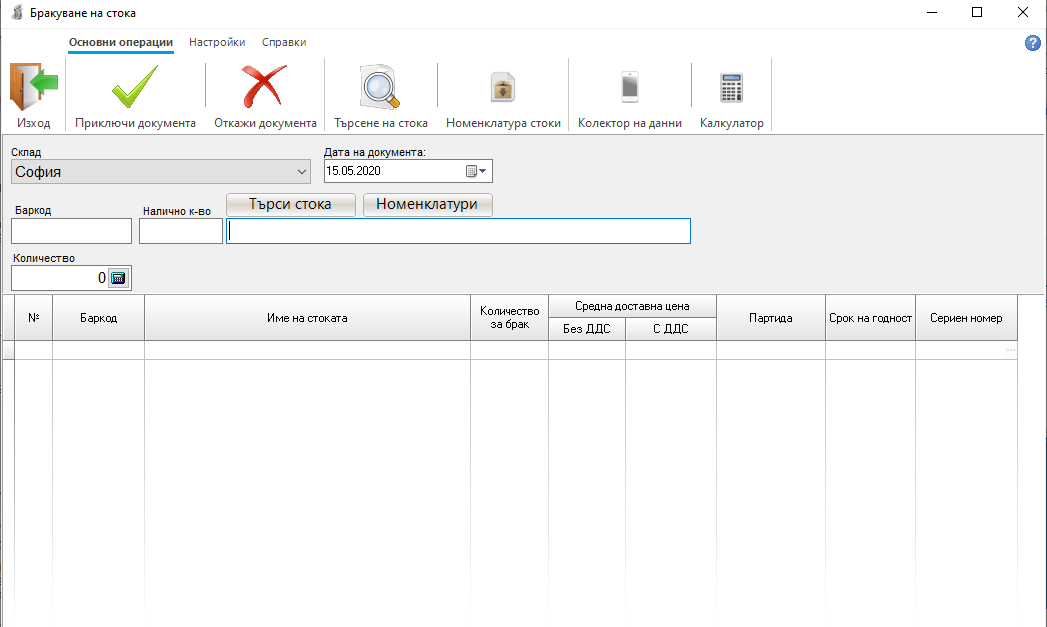 Бракуване на стока
Основни операции Настройки Справки
?
Изход Приключи документа Откажи документа Търсене на стока Номенклатура стоки Колектор на данни Калкулатор
Склад Дата на документа:
София 15.05.2020
Баркод Налично к-во Търси стока Номенклатури
Количество
0
№ Баркод Име на стоката Количество за брак Средна доставна цена Партида Срок на годност Сериен номер
Без ДДС С ДДС
...